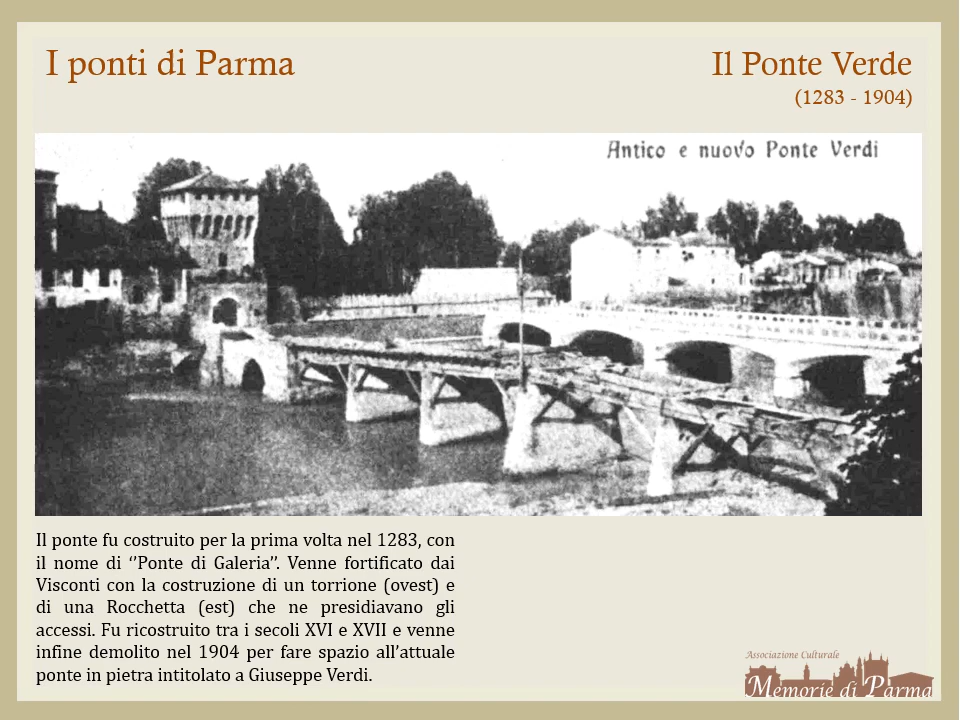 I ponti di Parma
Il Ponte Verde
(1283 - 1904)
Antico e nuovo Ponte Verdi
Il ponte fu costruito per la prima volta nel 1283, con
il nome di ‘’Ponte di Galeria’’. Venne fortificato dai
Visconti con la costruzione di un torrione (ovest) e
di una Rocchetta (est) che ne presidiavano gli
accessi. Fu ricostruito tra i secoli XVI e XVII e venne
infine demolito nel 1904 per fare spazio all’attuale
ponte in pietra intitolato a Giuseppe Verdi.
Associazione Culturale
Memorie di Parma